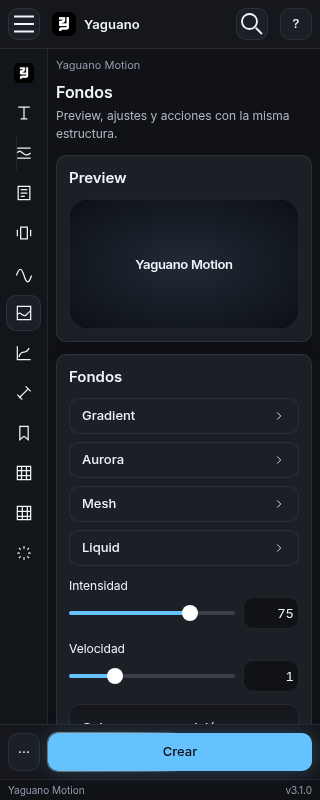 Yaguano
?
Yaguano Motion
Fondos
Preview, ajustes y acciones con la misma
estructura.
Preview
Yaguano Motion
Fondos
Gradient
Aurora
Mesh
Liquid
Intensidad
75
Velocidad
1
Crear
Yaguano Motion
v3.1.0